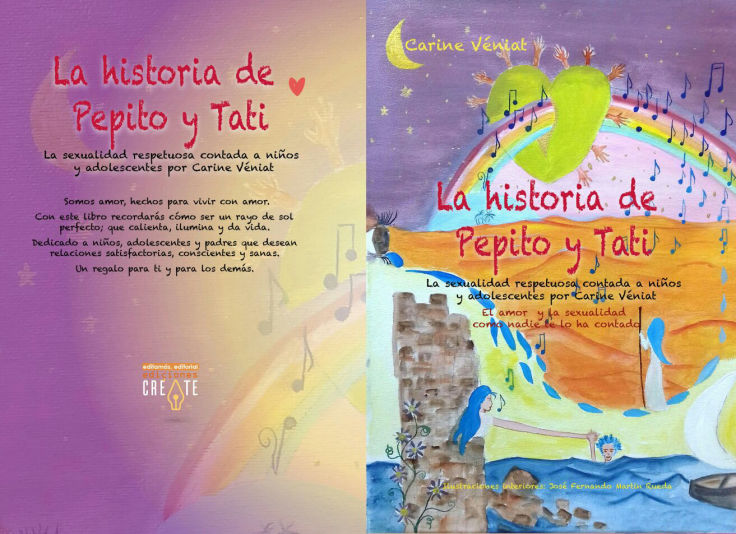 La historia de
Pepito y Tati
La sexualidad respetuosa contada a niños
y adolescentes por Carine Véniat
Somos amor, hechos para vivir con amor.
Con este libro recordarás cómo ser un rayo de sol
perfecto; que calienta, ilumina y da vida.
Dedicado a niños, adolescentes y padres que desean
relaciones satisfactorias, conscientes y sanas.
Un regalo para ti y para los demás.
editamás, editorial
ediciones
CREATE
Carine Véniat
La historia de
Pepito y Tati
La sexualidad respetuosa contada a niños
y adolescentes por Carine Véniat
El amor y la sexualidad
como nadie te lo ha contado
Ilustraciones interiores: José Fernando Martín Rueda